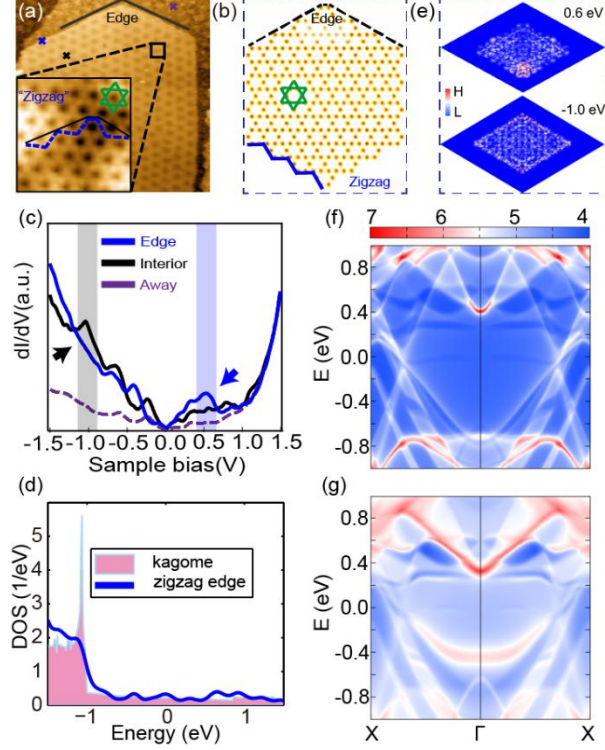 (a)
Edge
"Zigzag"
(b)
Edge
Zigzag
(e)
0.6 eV
H
L
-1.0 eV
(c)
Edge
Interior
Away
dI/dV(a.u.)
-1.5 -1.0 -0.5 0.0 0.5 1.0 1.5
Sample bias(V)
(d)
kagome
zigzag edge
DOS (1/eV)
5
4
3
2
1
0
−1 0 1
Energy (eV)
(f)
7 6 5 4
E (eV)
0.8
0.4
0.0
-0.4
-0.8
(g)
E (eV)
0.8
0.4
0.0
-0.4
-0.8
X Γ X